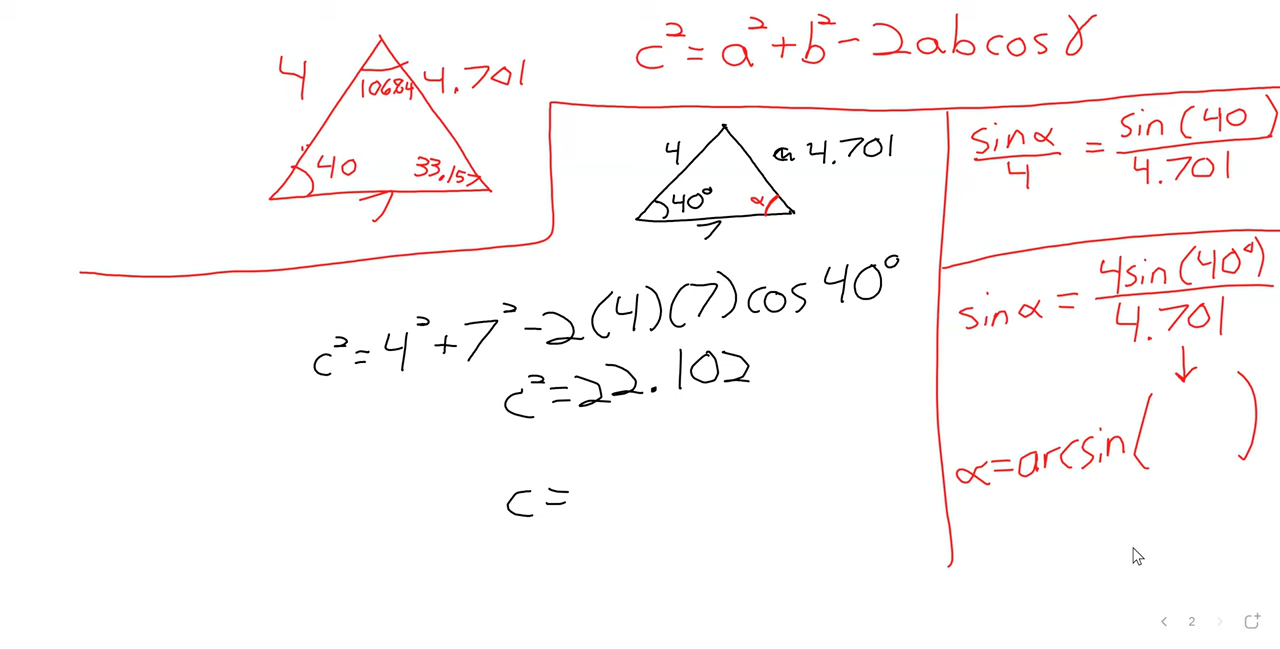 c² = a² + b² - 2ab cos γ
4
106.84
4.701
40
33.157
7
4
4.701
40°
α
7
sin α / 4 = sin(40) / 4.701
c² = 4² + 7² - 2(4)(7) cos 40°
c² = 22.102
c =
sin α = 4 sin(40°) / 4.701
α = arcsin( )
2